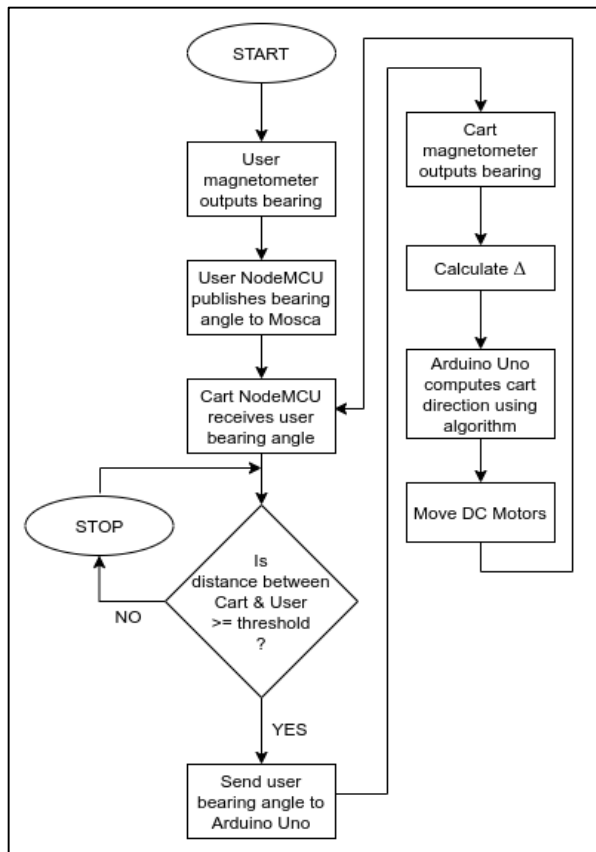 START
User
magnetometer
outputs bearing
User NodeMCU
publishes bearing
angle to Mosca
Cart NodeMCU
receives user
bearing angle
STOP
Is
distance between
Cart & User
>= threshold
?
NO
YES
Send user
bearing angle to
Arduino Uno
Cart
magnetometer
outputs bearing
Calculate Δ
Arduino Uno
computes cart
direction using
algorithm
Move DC Motors